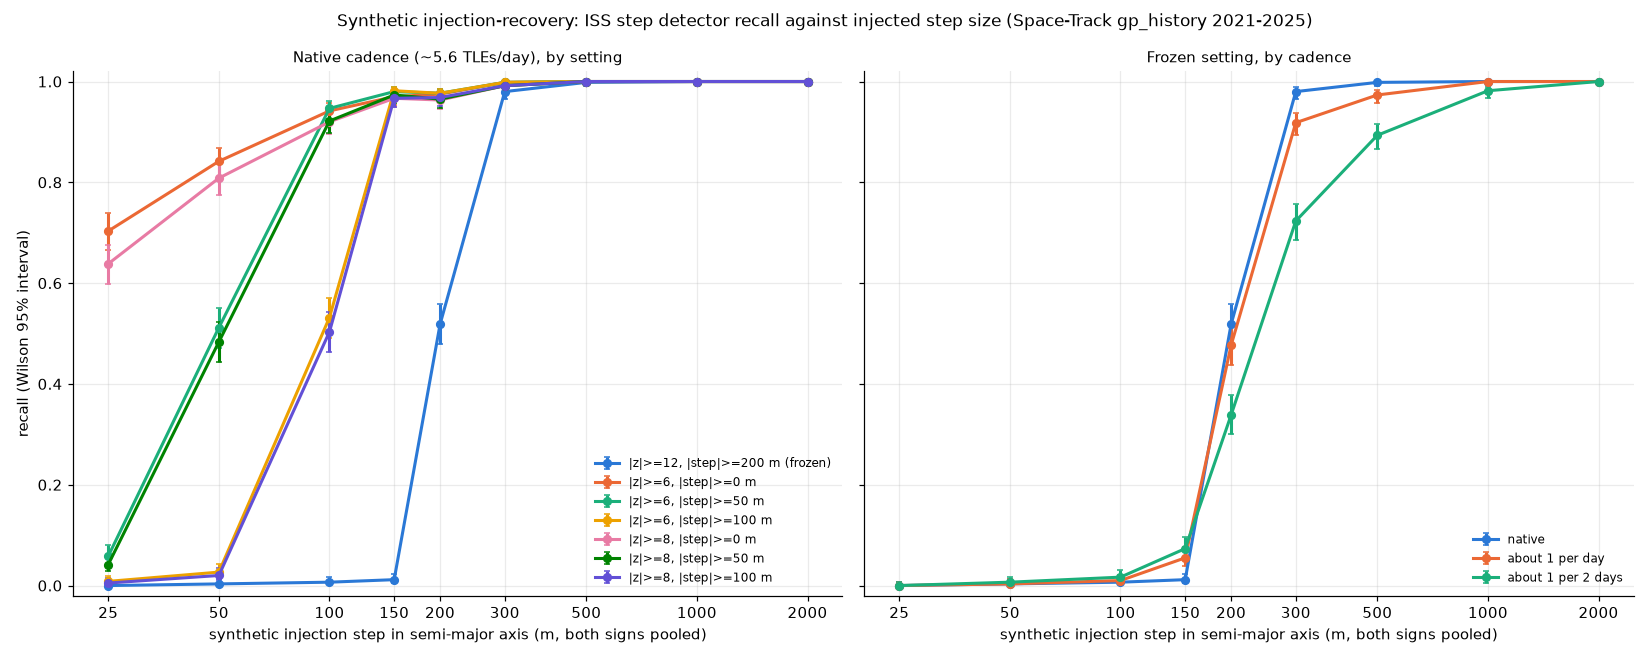 Synthetic injection-recovery: ISS step detector recall against injected step size (Space-Track gp_history 2021-2025)
Native cadence (~5.6 TLEs/day), by setting
Frozen setting, by cadence
recall (Wilson 95% interval)
1.0
0.8
0.6
0.4
0.2
0.0
|z|>=12, |step|>=200 m (frozen)
|z|>=6, |step|>=0 m
|z|>=6, |step|>=50 m
|z|>=6, |step|>=100 m
|z|>=8, |step|>=0 m
|z|>=8, |step|>=50 m
|z|>=8, |step|>=100 m
25 50 100 150 200 300 500 1000 2000
synthetic injection step in semi-major axis (m, both signs pooled)
native
about 1 per day
about 1 per 2 days
25 50 100 150 200 300 500 1000 2000
synthetic injection step in semi-major axis (m, both signs pooled)